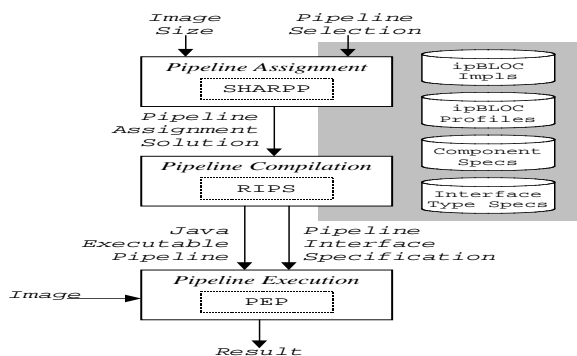 Image
Size
Pipeline
Selection
Pipeline Assignment
SHARPP
ipBLOC
Impls
ipBLOC
Profiles
Component
Specs
Interface
Type Specs
Pipeline
Assignment
Solution
Pipeline Compilation
RIPS
Java
Executable
Pipeline
Pipeline
Interface
Specification
Pipeline Execution
PEP
Image
Result